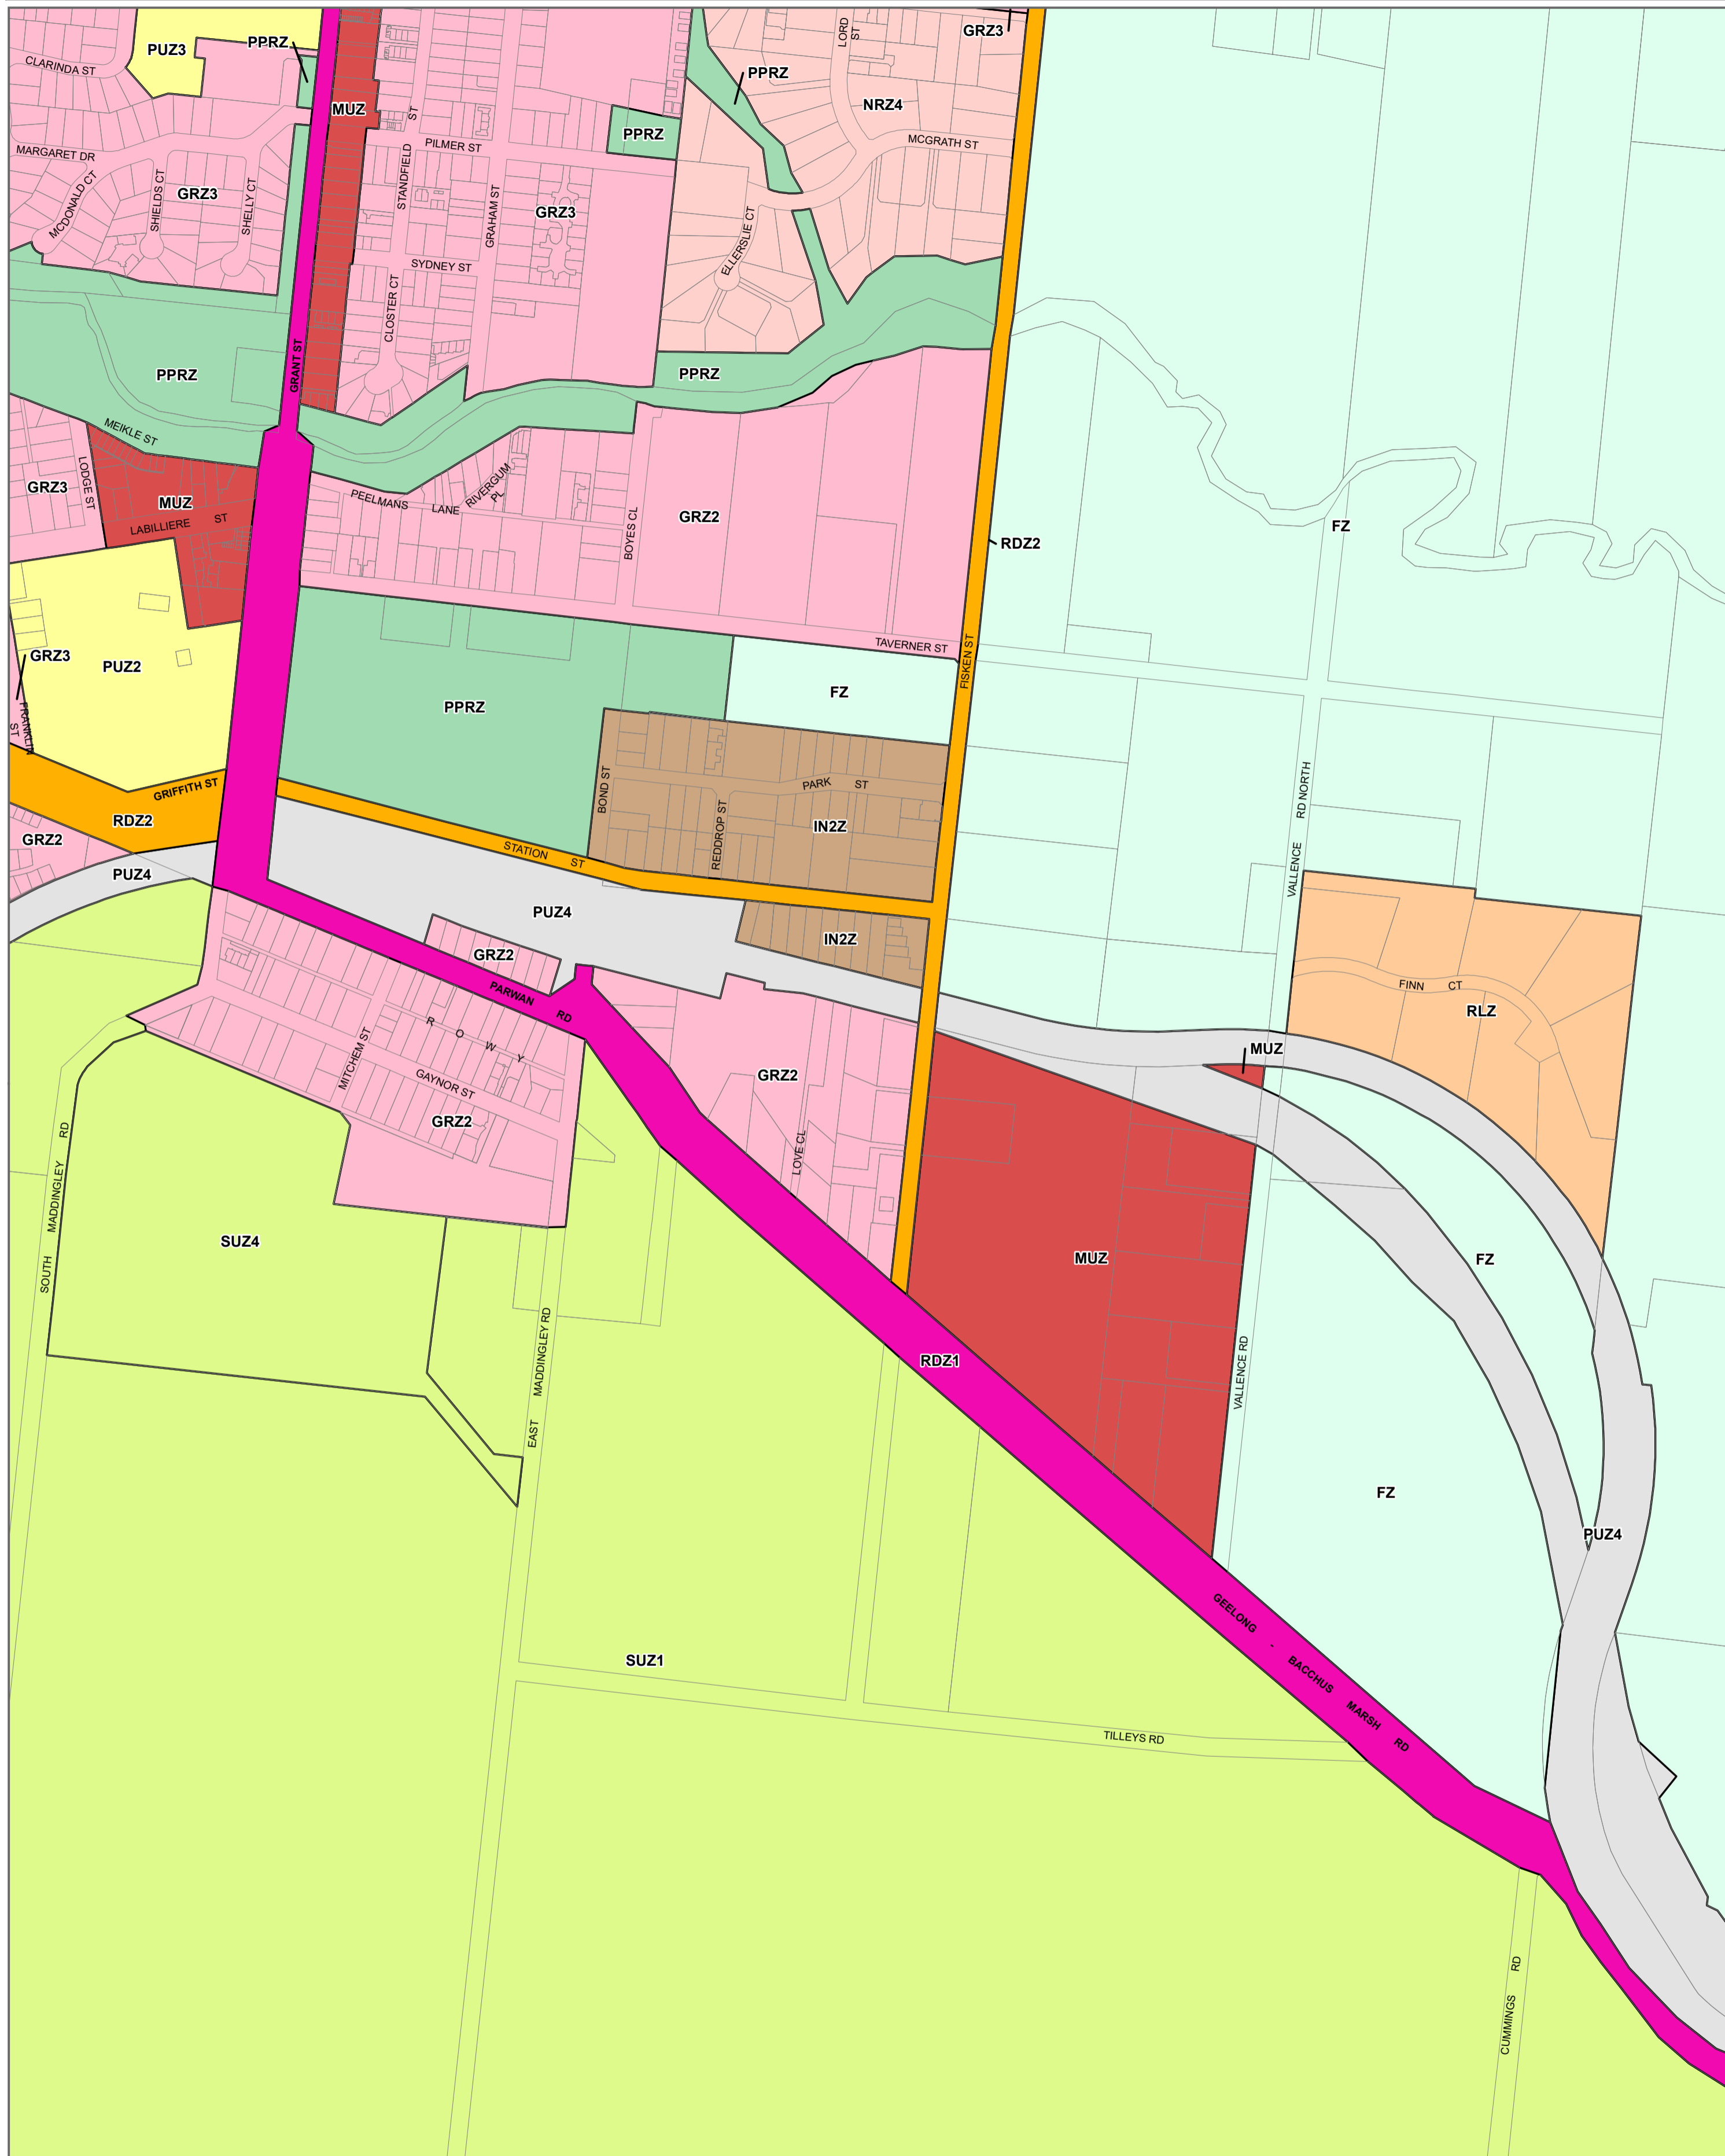 GRZ3
LORD
ST
PPRZ
PUZ3
CLARINDA ST
PPRZ
NRZ4
MUZ
ST
PPRZ
MCGRATH ST
PILMER ST
MARGARET DR
MCDONALD CT
SHIELDS CT
SHELLY CT
GRZ3
STANDFIELD
GRAHAM ST
GRZ3
ELLERSLIE CT
SYDNEY ST
CLOSTER CT
GRANT ST
PPRZ
PPRZ
MEIKLE ST
LODGE ST
GRZ3
MUZ
LABILLIERE ST
PEELMANS LANE
RIVERGUM
PL
BOYES CL
GRZ2
FZ
RDZ2
TAVERNER ST
FISKEN ST
GRZ3
PUZ2
FRANKLIN
ST
PPRZ
FZ
GRIFFITH ST
RDZ2
BOND ST
PARK ST
REDDROP ST
IN2Z
VALLENCE RD NORTH
GRZ2
STATION ST
PUZ4
PUZ4
IN2Z
GRZ2
PARWAN RD
FINN CT
RLZ
R O W Y
MITCHEM ST
GAYNOR ST
GRZ2
GRZ2
LOVE CL
MUZ
SOUTH MADDINGLEY RD
SUZ4
MUZ
FZ
EAST MADDINGLEY RD
RDZ1
VALLENCE RD
FZ
PUZ4
GEELONG - BACCHUS MARSH RD
SUZ1
TILLEYS RD
CUMMINGS RD